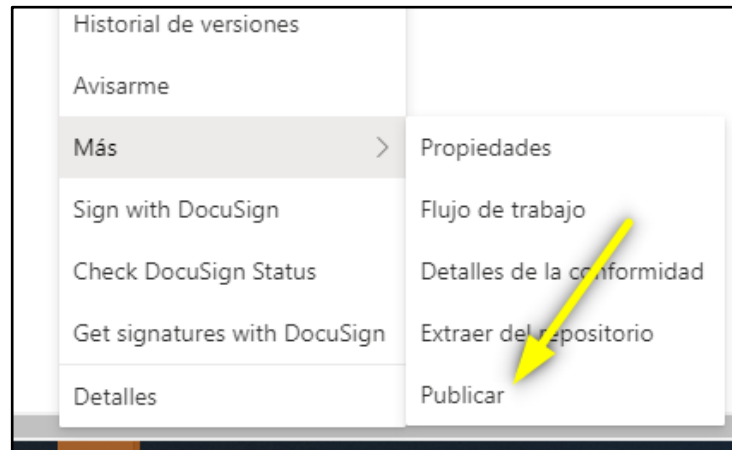 Historial de versiones
Avisarme
Más
Sign with DocuSign
Check DocuSign Status
Get signatures with DocuSign
Detalles
Propiedades
Flujo de trabajo
Detalles de la conformidad
Extraer del repositorio
Publicar